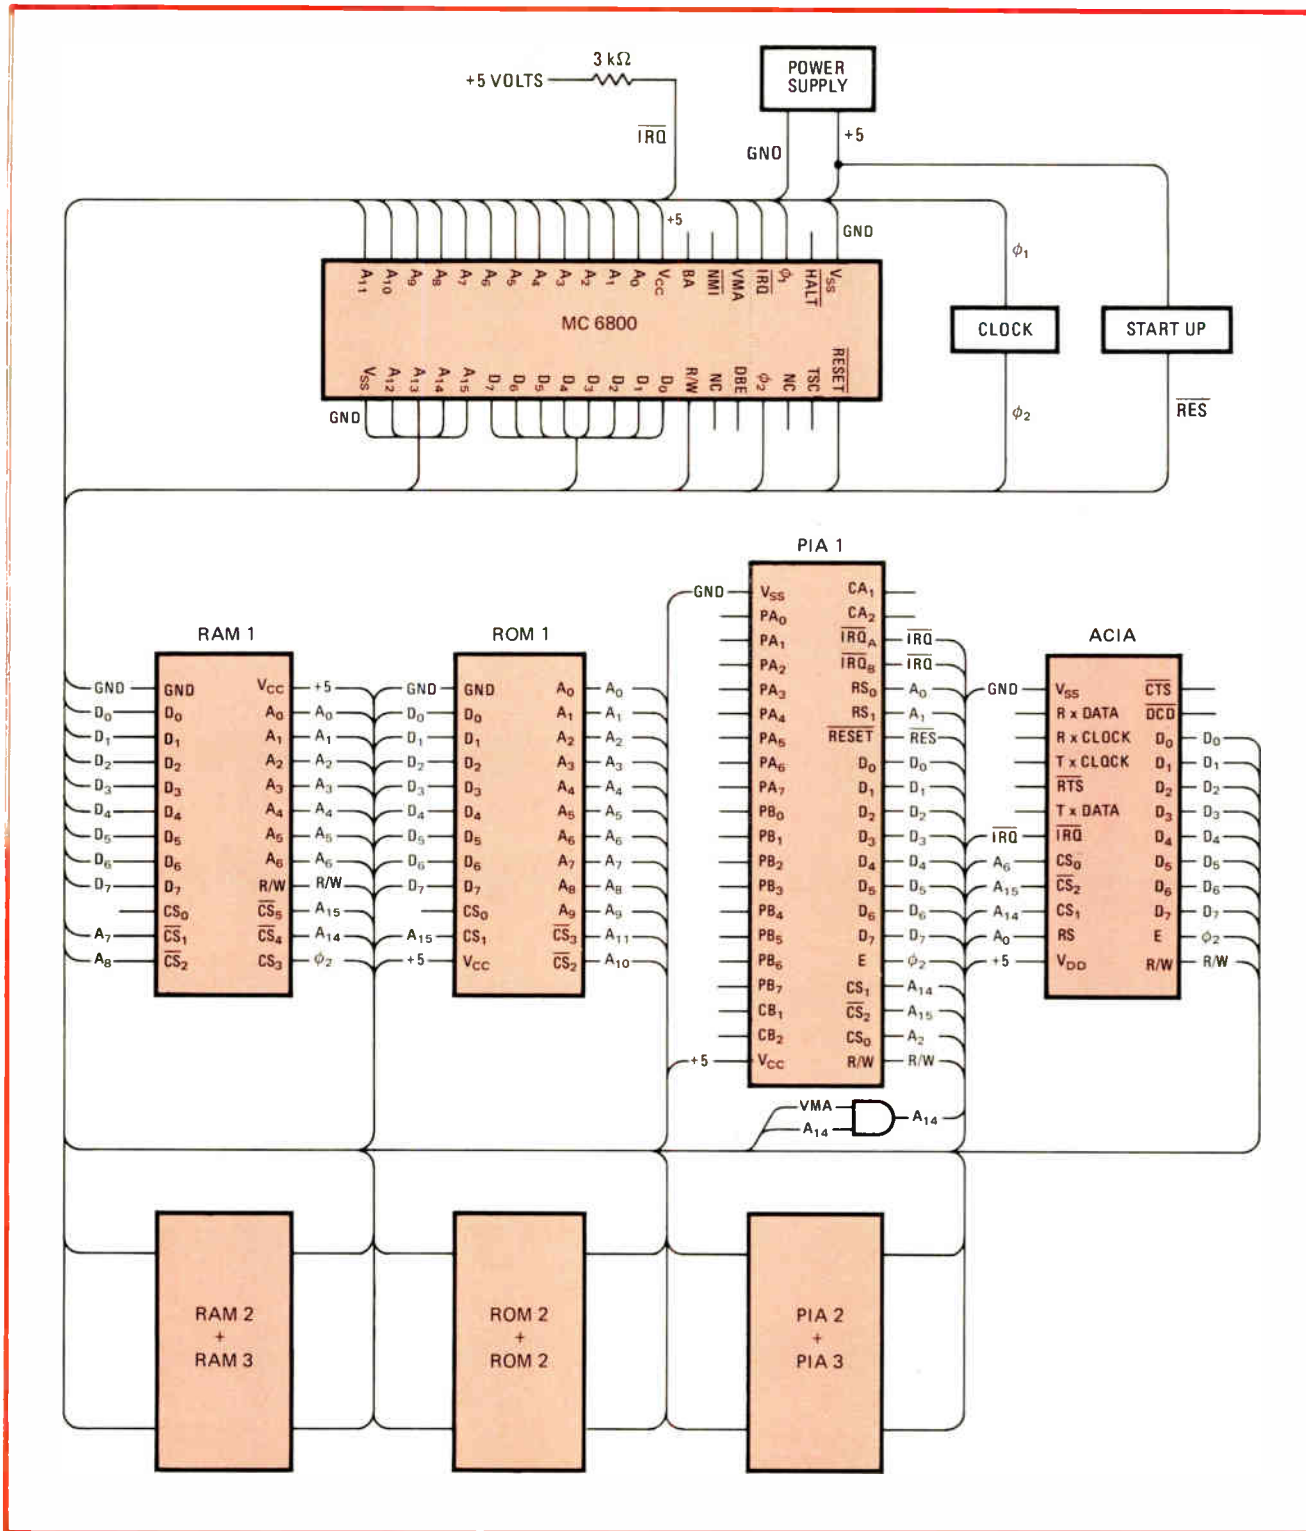 3 kΩ
+5 VOLTS
POWER
SUPPLY
IRQ
GND
+5
+5
GND
ϕ1
A11 A10 A9 A8 A7 A6 A5 A4 A3 A2 A1 A0 VCC BA NMI VMA IRQ ϕ1 HALT VSS
MC 6800
CLOCK
START UP
VSS A12 A13 A14 A15 D7 D6 D5 D4 D3 D2 D1 D0 R/W NC DBE ϕ2 NC TSC RESET
GND
ϕ2
RES
RAM 1
GND GND VCC +5
D0 D0 A0 A0
D1 D1 A1 A1
D2 D2 A2 A2
D3 D3 A3 A3
D4 D4 A4 A4
D5 D5 A5 A5
D6 D6 A6 A6
D7 D7 R/W R/W
CS0 CS5 A15
A7 CS1 CS4 A14
A8 CS2 CS3 ϕ2
ROM 1
GND GND A0 A0
D0 D0 A1 A1
D1 D1 A2 A2
D2 D2 A3 A3
D3 D3 A4 A4
D4 D4 A5 A5
D5 D5 A6 A6
D6 D6 A7 A7
D7 D7 A8 A8
CS0 A9 A9
A15 CS1 CS3 A11
+5 VCC CS2 A10
PIA 1
GND VSS CA1
PA0 CA2
PA1 IRQA IRQ
PA2 IRQB IRQ
PA3 RS0 A0
PA4 RS1 A1
PA5 RESET RES
PA6 D0 D0
PA7 D1 D1
PB0 D2 D2
PB1 D3 D3
PB2 D4 D4
PB3 D5 D5
PB4 D6 D6
PB5 D7 D7
PB6 E ϕ2
PB7 CS1 A14
CB1 CS2 A15
CB2 CS0 A2
+5 VCC R/W R/W
VMA
A14
A14
ACIA
GND VSS CTS
R x DATA DCD
R x CLOCK D0 D0
T x CLOCK D1 D1
RTS D2 D2
T x DATA D3 D3
IRQ IRQ D4 D4
A6 CS0 D5 D5
A15 CS2 D6 D6
A14 CS1 D7 D7
A0 RS E ϕ2
+5 VDD R/W R/W
RAM 2
+
RAM 3
ROM 2
+
ROM 2
PIA 2
+
PIA 3